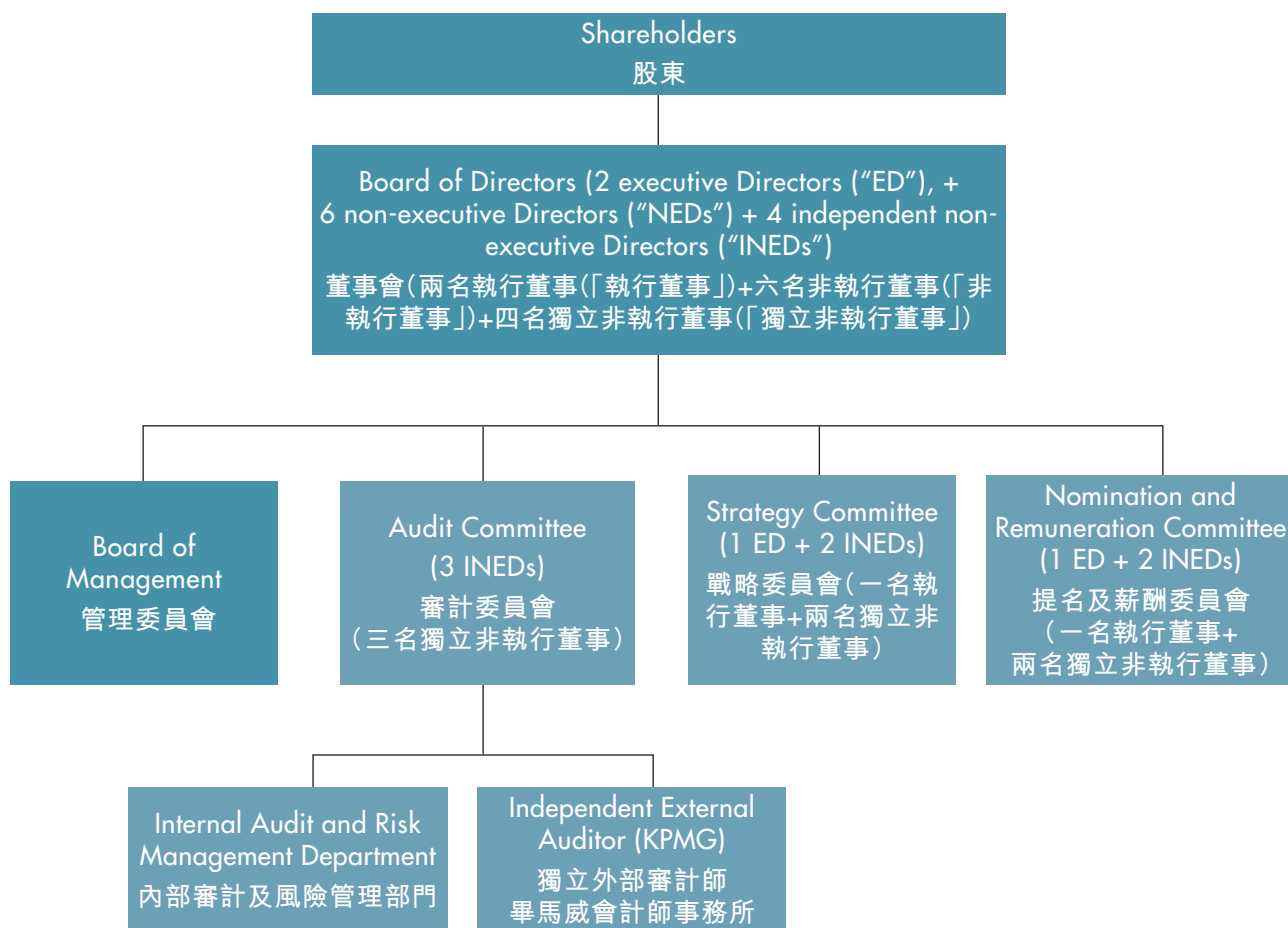 Shareholders
股東
Board of Directors (2 executive Directors (“ED”), +
6 non-executive Directors (“NEDs”) + 4 independent non-
executive Directors (“INEDs”)
董事會(兩名執行董事(「執行董事」)+六名非執行董事(「非
執行董事」)+四名獨立非執行董事(「獨立非執行董事」)
Board of
Management
管理委員會
Audit Committee
(3 INEDs)
審計委員會
(三名獨立非執行董事)
Strategy Committee
(1 ED + 2 INEDs)
戰略委員會(一名執
行董事+兩名獨立非
執行董事)
Nomination and
Remuneration Committee
(1 ED + 2 INEDs)
提名及薪酬委員會
(一名執行董事+
兩名獨立非執行董事)
Internal Audit and Risk
Management Department
內部審計及風險管理部門
Independent External
Auditor (KPMG)
獨立外部審計師
畢馬威會計師事務所